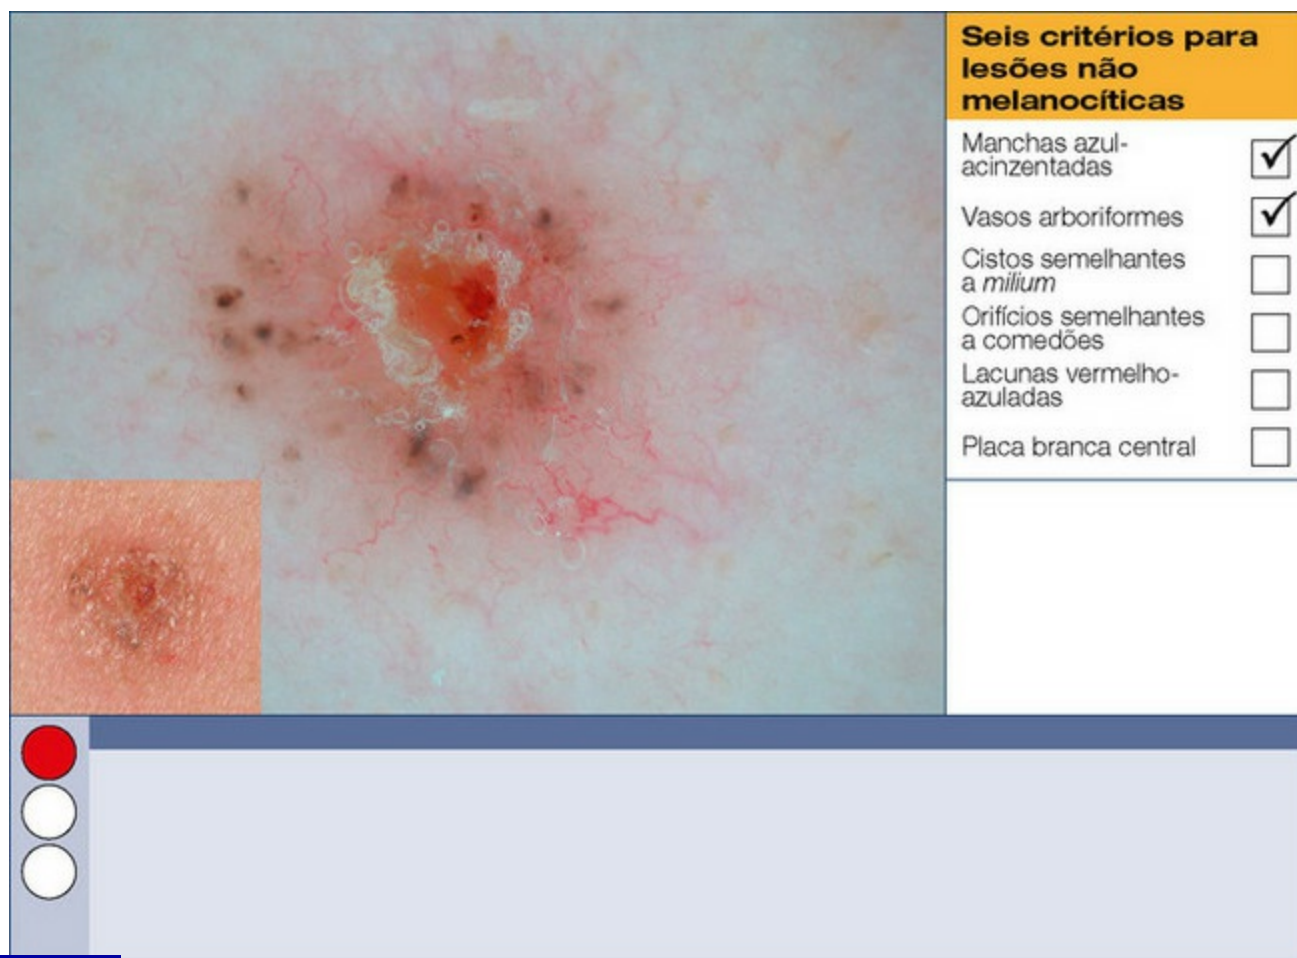 Seis critérios para
lesões não
melanocíticas
Manchas azul-
acinzentadas
Vasos arboriformes
Cistos semelhantes
a milium
Orifícios semelhantes
a comedões
Lacunas vermelho-
azuladas
Placa branca central